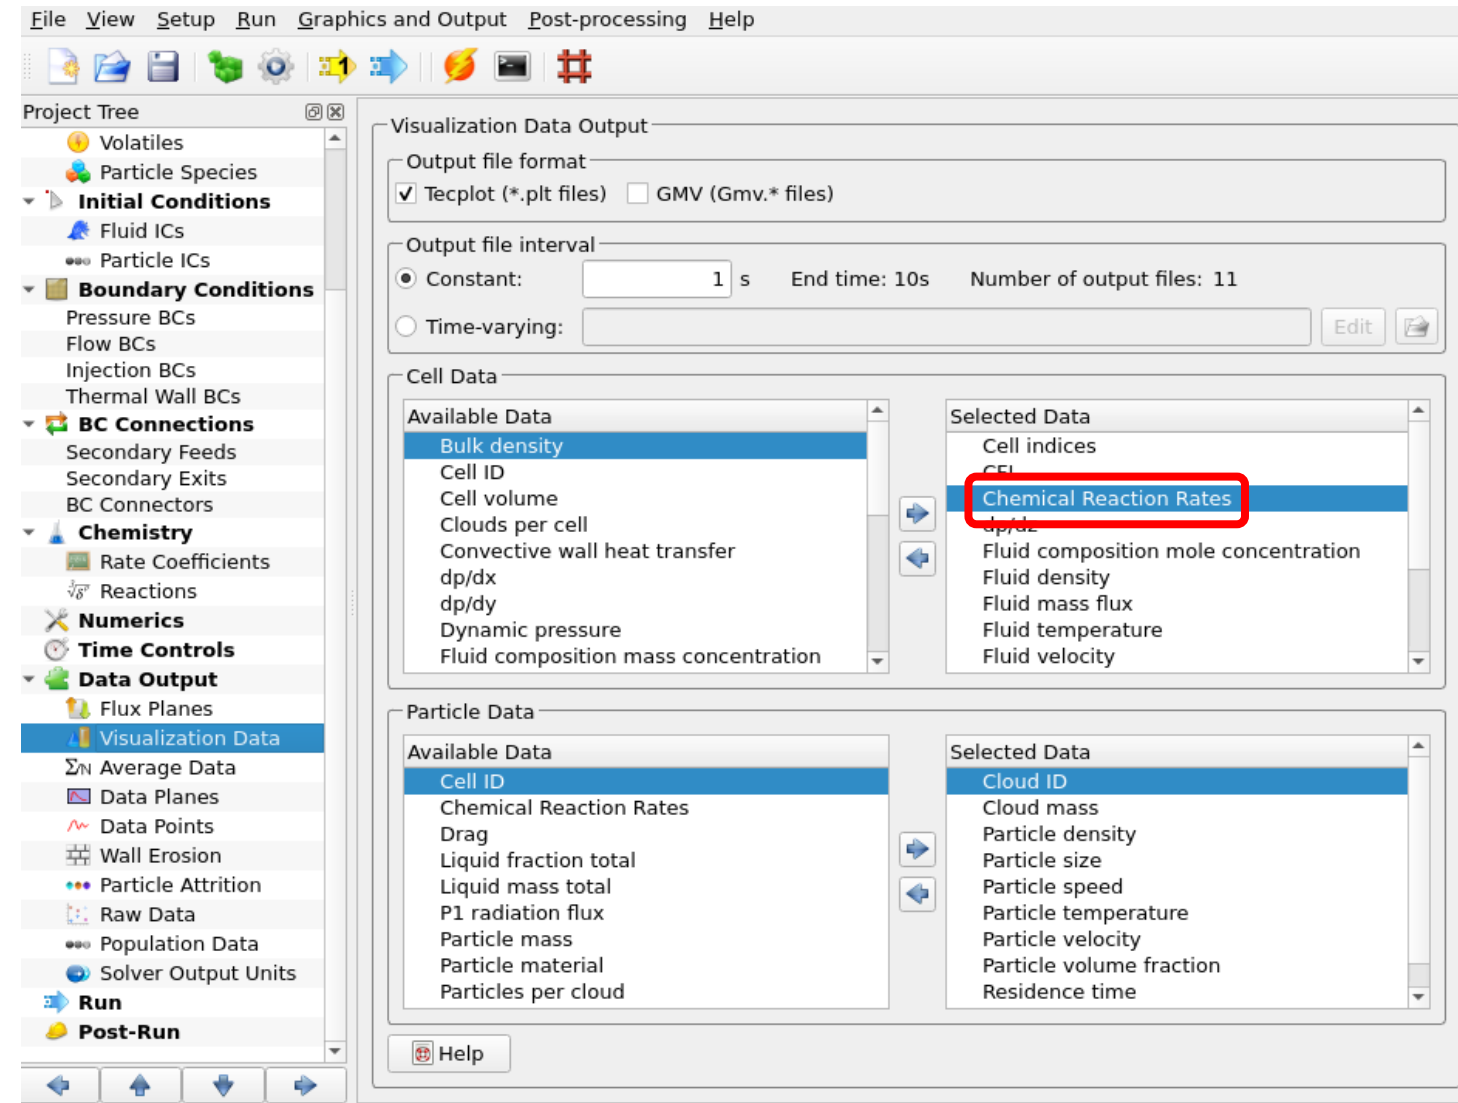 File View Setup Run Graphics and Output Post-processing Help
Project Tree
Volatiles
Particle Species
Initial Conditions
Fluid ICs
Particle ICs
Boundary Conditions
Pressure BCs
Flow BCs
Injection BCs
Thermal Wall BCs
BC Connections
Secondary Feeds
Secondary Exits
BC Connectors
Chemistry
Rate Coefficients
Reactions
Numerics
Time Controls
Data Output
Flux Planes
Visualization Data
Average Data
Data Planes
Data Points
Wall Erosion
Particle Attrition
Raw Data
Population Data
Solver Output Units
Run
Post-Run
Visualization Data Output
Output file format
Tecplot (*.plt files) GMV (Gmv.* files)
Output file interval
Constant: 1 s End time: 10s Number of output files: 11
Time-varying: Edit
Cell Data
Available Data
Bulk density
Cell ID
Cell volume
Clouds per cell
Convective wall heat transfer
dp/dx
dp/dy
Dynamic pressure
Fluid composition mass concentration
Selected Data
Cell indices
CFL
Chemical Reaction Rates
dp/dz
Fluid composition mole concentration
Fluid density
Fluid mass flux
Fluid temperature
Fluid velocity
Particle Data
Available Data
Cell ID
Chemical Reaction Rates
Drag
Liquid fraction total
Liquid mass total
P1 radiation flux
Particle mass
Particle material
Particles per cloud
Selected Data
Cloud ID
Cloud mass
Particle density
Particle size
Particle speed
Particle temperature
Particle velocity
Particle volume fraction
Residence time
Help